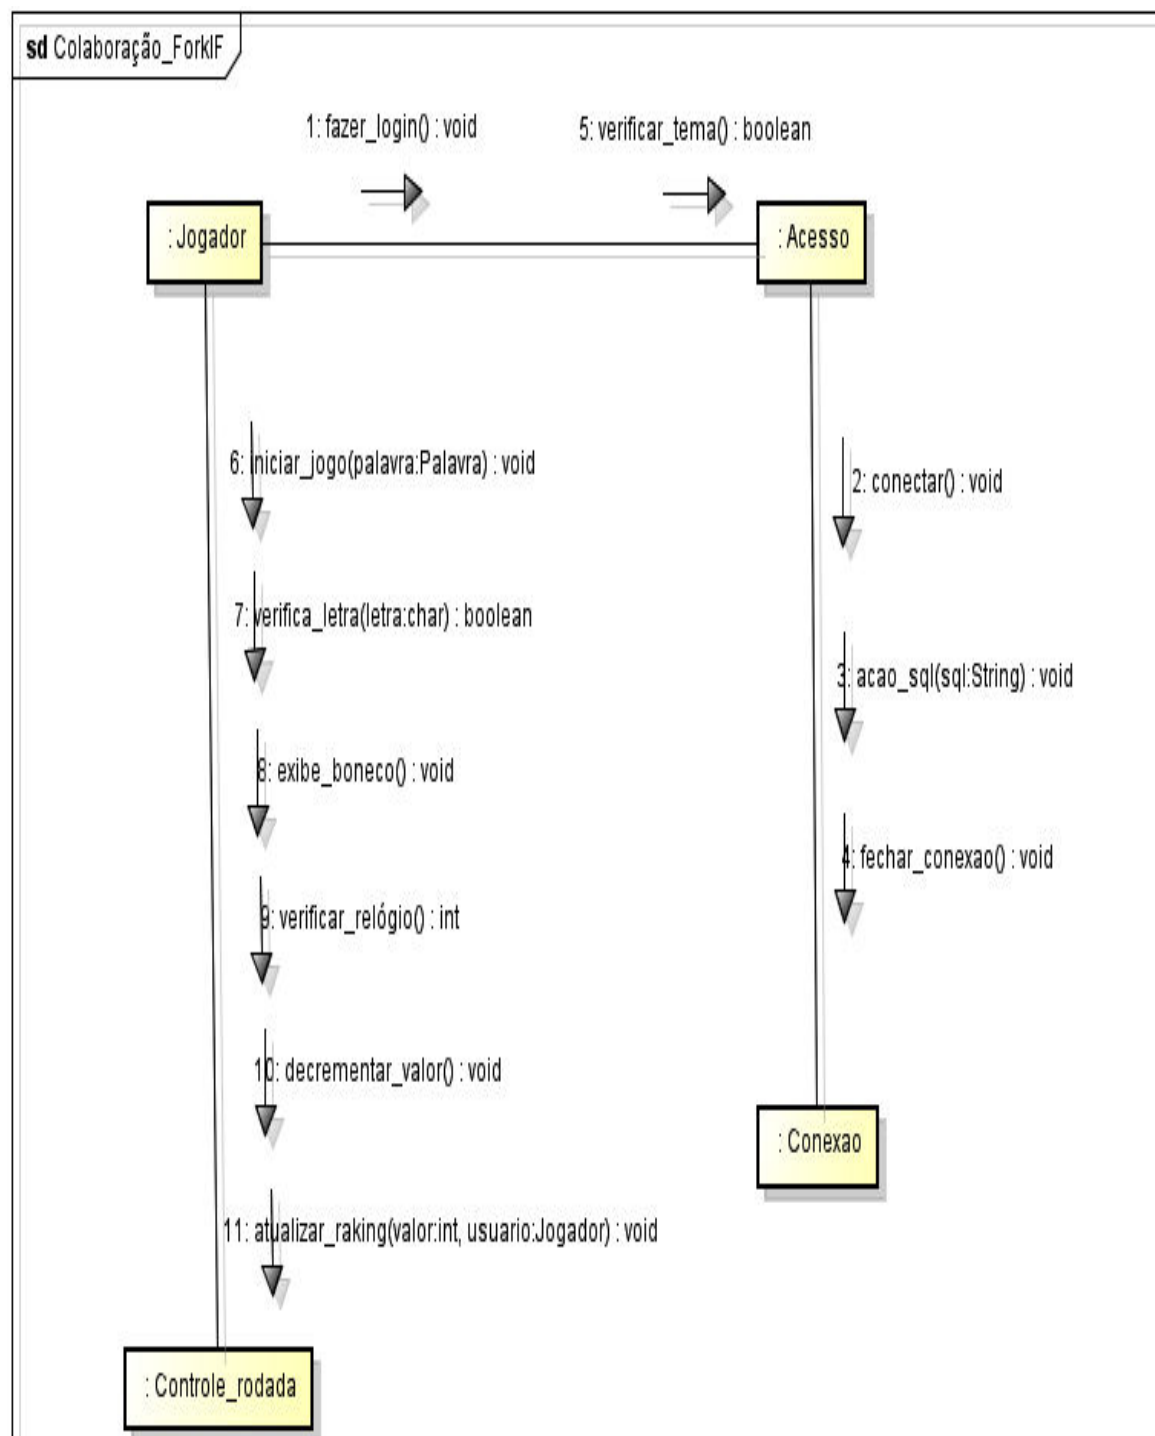 sd Colaboração_ForkIF
1: fazer_login() : void
5: verificar_tema() : boolean
: Jogador
: Acesso
6: iniciar_jogo(palavra:Palavra) : void
2: conectar() : void
7: verifica_letra(letra:char) : boolean
3: acao_sql(sql:String) : void
8: exibe_boneco() : void
4: fechar_conexao() : void
9: verificar_relógio() : int
10: decrementar_valor() : void
: Conexao
11: atualizar_raking(valor:int, usuario:Jogador) : void
: Controle_rodada